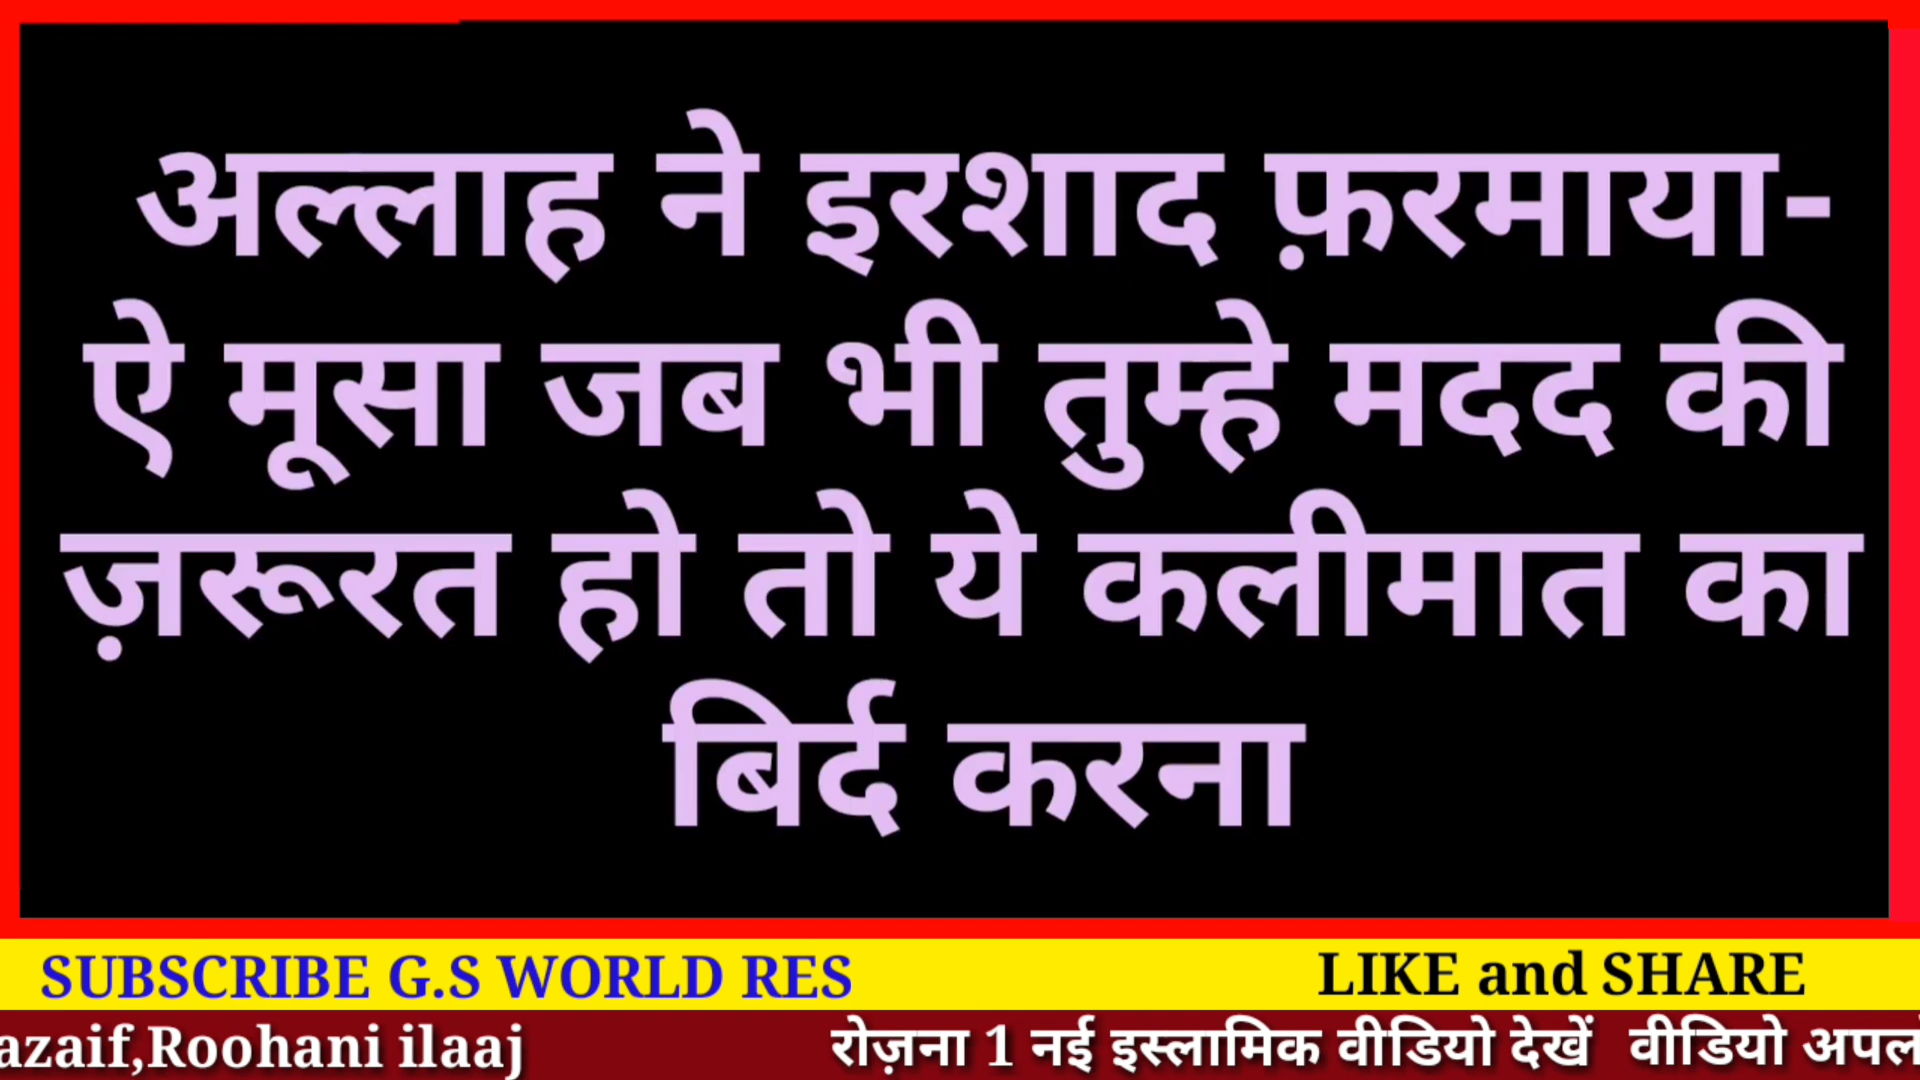 अल्लाह ने इरशाद फ़रमाया-
ऐ मूसा जब भी तुम्हे मदद की
ज़रूरत हो तो ये कलीमात का
बिर्द करना
SUBSCRIBE G.S WORLD RES
LIKE and SHARE
azaif,Roohani ilaaj
रोज़ना 1 नई इस्लामिक वीडियो देखें वीडियो